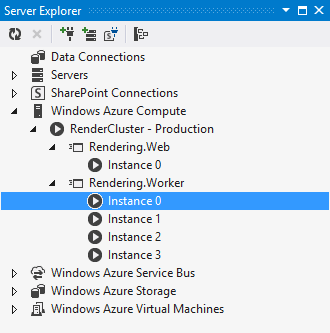 Server Explorer
Data Connections
Servers
SharePoint Connections
Windows Azure Compute
RenderCluster - Production
Rendering.Web
Instance 0
Rendering.Worker
Instance 0
Instance 1
Instance 2
Instance 3
Windows Azure Service Bus
Windows Azure Storage
Windows Azure Virtual Machines